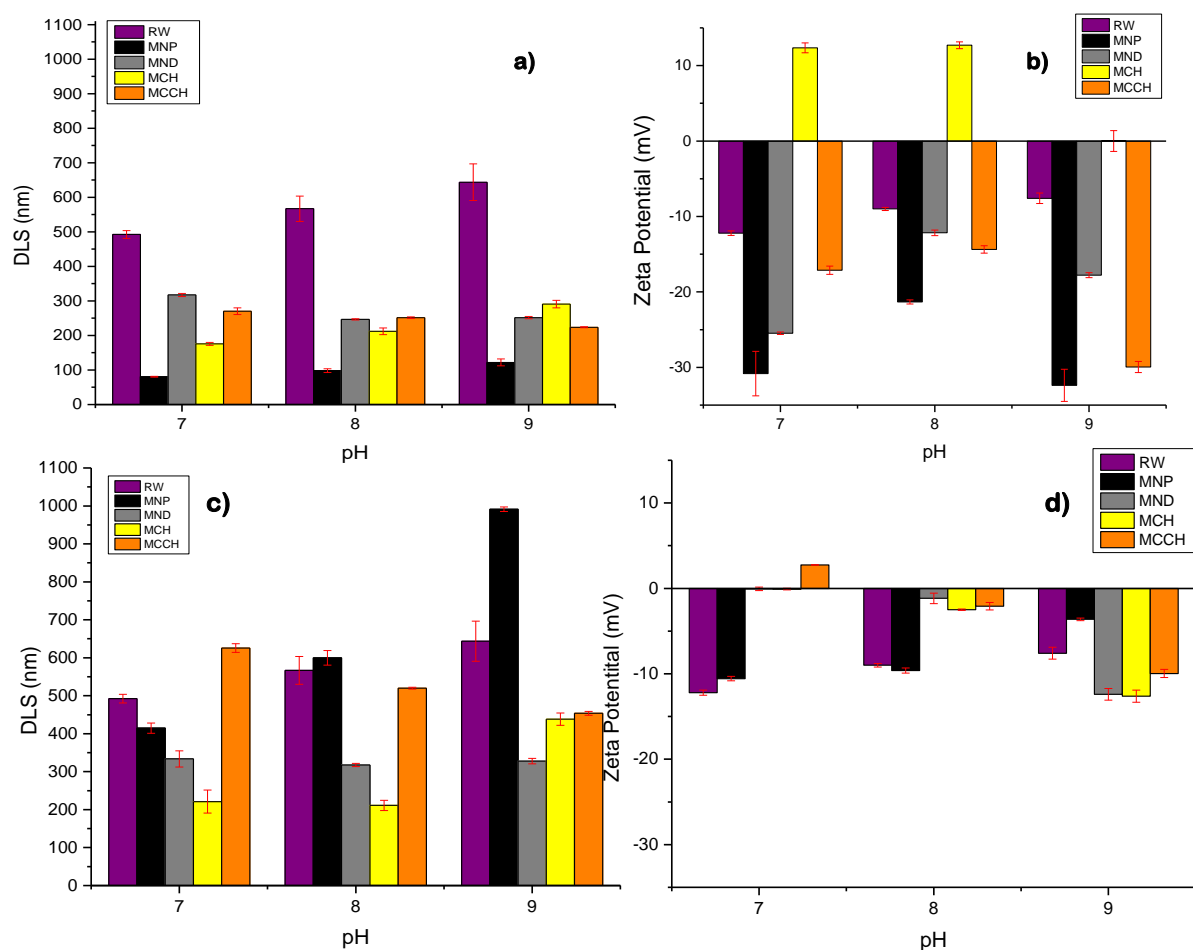 a)
RW
MNP
MND
MCH
MCCH
DLS (nm)
1100
1000
900
800
700
600
500
400
300
200
100
0
7 8 9
pH
b)
RW
MNP
MND
MCH
MCCH
Zeta Potential (mV)
10
0
-10
-20
-30
7 8 9
pH
c)
RW
MNP
MND
MCH
MCCH
DLS (nm)
1100
1000
900
800
700
600
500
400
300
200
100
0
7 8 9
pH
d)
RW
MNP
MND
MCH
MCCH
Zeta Potentital (mV)
10
0
-10
-20
-30
7 8 9
pH